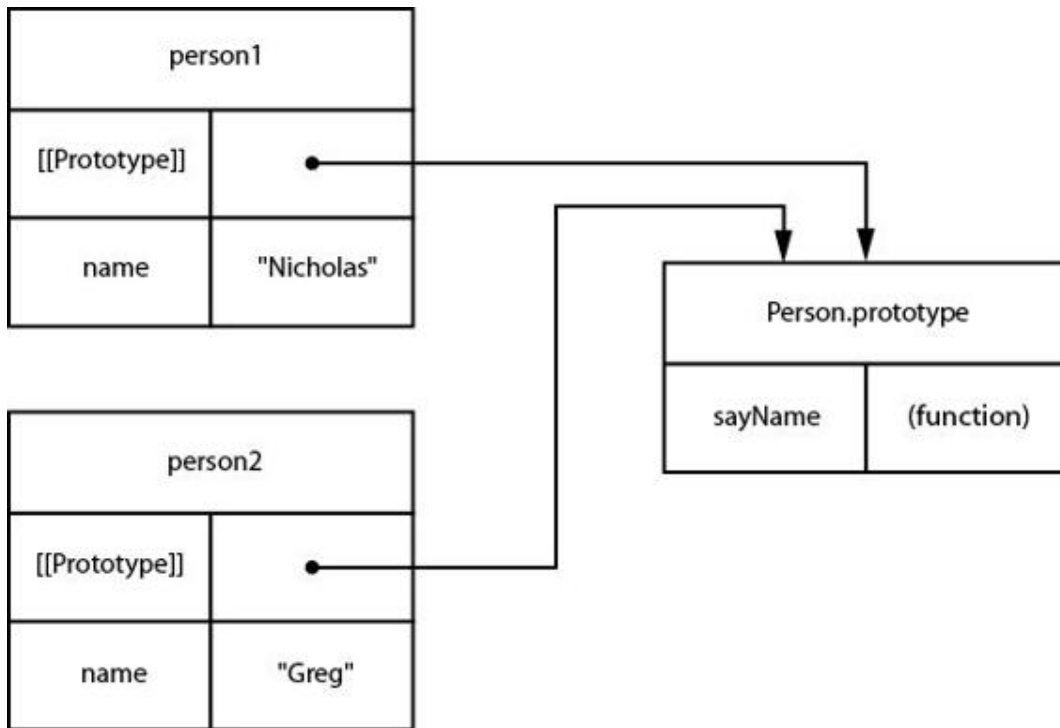 person1
[[Prototype]]
name "Nicholas"
Person.prototype
sayName (function)
person2
[[Prototype]]
name "Greg"